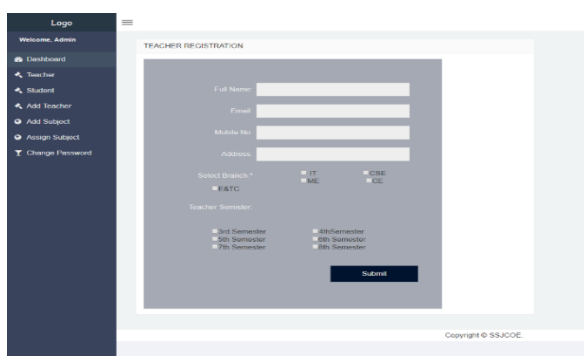 Logo
Welcome, Admin
Dashboard
Teacher
Student
Add Teacher
Add Subject
Assign Subject
Change Password
TEACHER REGISTRATION
Full Name:
Email:
Mobile No:
Address:
Select Branch:*
IT
CSE
ME
CE
E&TC
Teacher Semester:
3rd Semester
4thSemester
5th Semester
6th Semester
7th Semester
8th Semester
Submit
Copyright © SSJCOE.